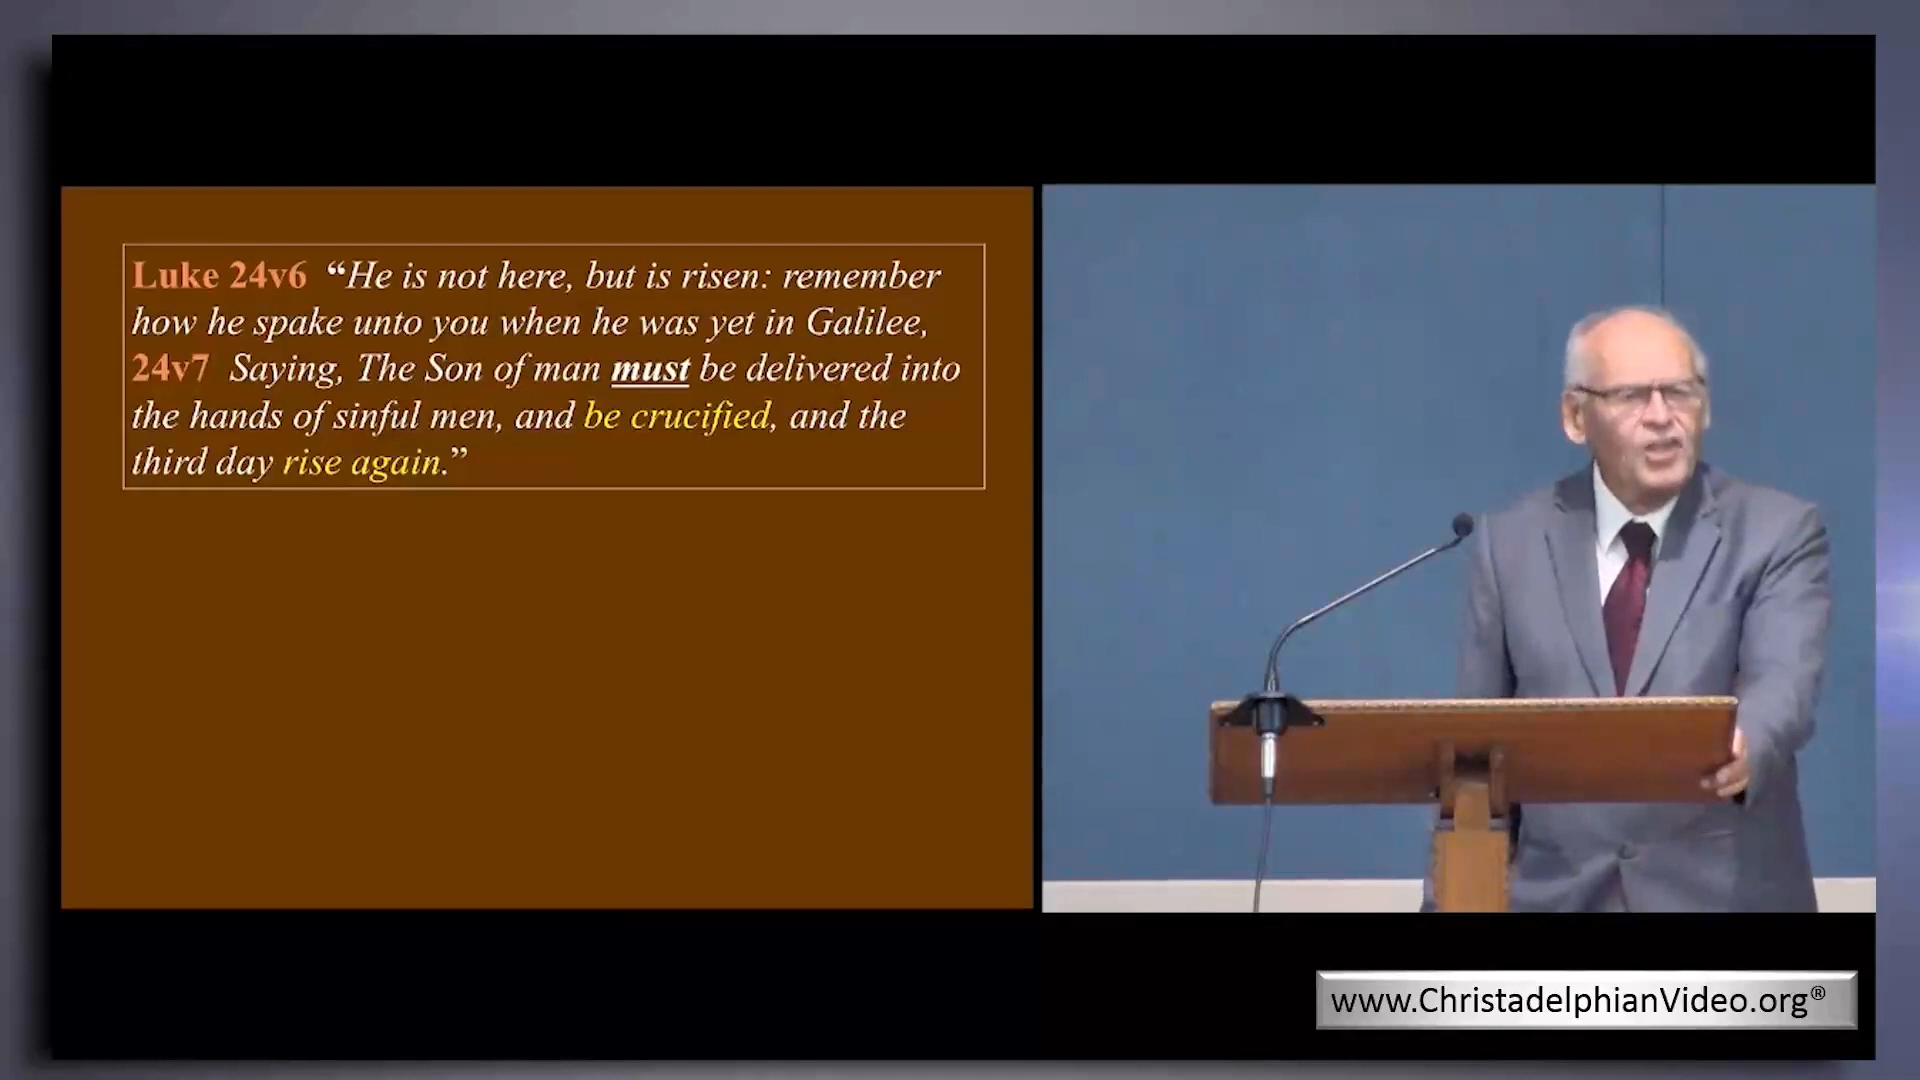 Luke 24v6 “He is not here, but is risen: remember
how he spake unto you when he was yet in Galilee,
24v7 Saying, The Son of man must be delivered into
the hands of sinful men, and be crucified, and the
third day rise again.”
www.ChristadelphianVideo.org®